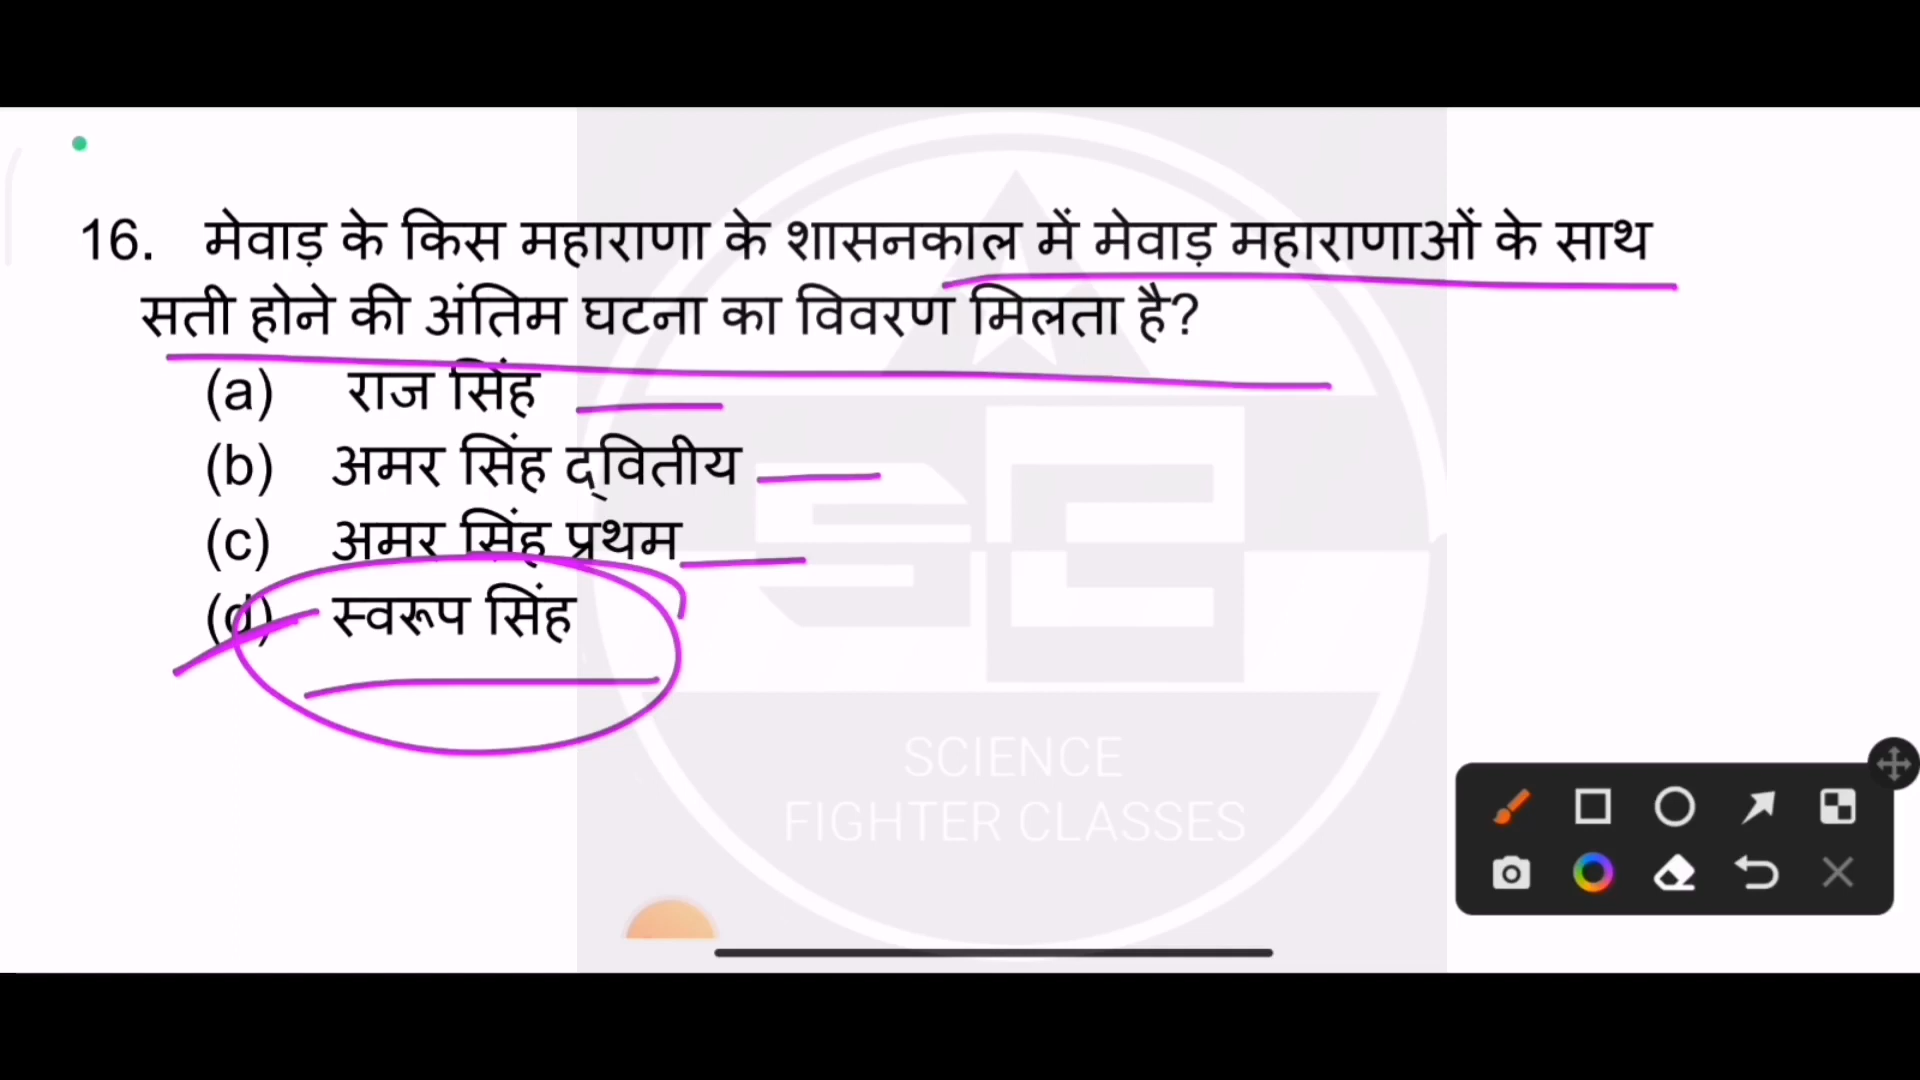 16. मेवाड़ के किस महाराणा के शासनकाल में मेवाड़ महाराणाओं के साथ
सती होने की अंतिम घटना का विवरण मिलता है?
(a) राज सिंह
(b) अमर सिंह द्वितीय
(c) अमर सिंह प्रथम
(d) स्वरूप सिंह
SCIENCE
FIGHTER CLASSES